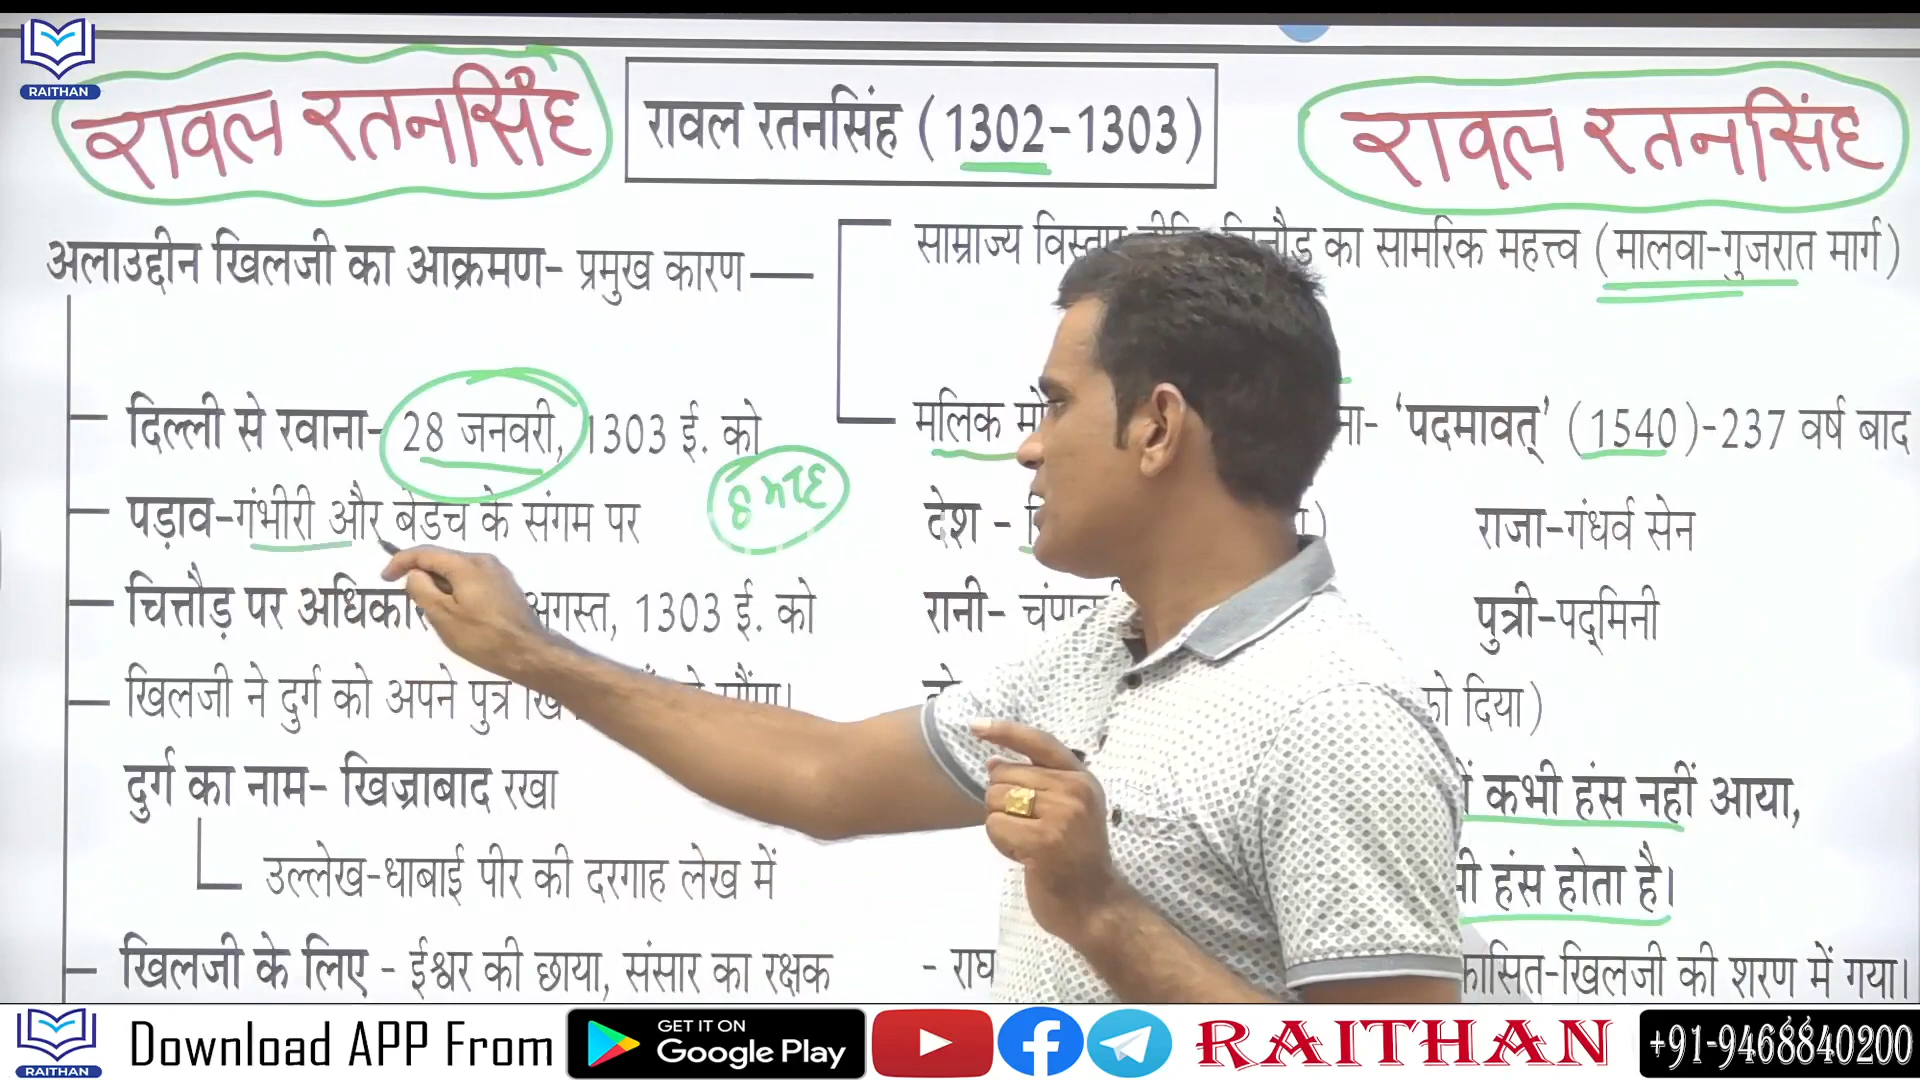 RAITHAN
रावल रतनसिंह
रावल रतनसिंह (1302-1303)
रावल रतनसिंह
अलाउद्दीन खिलजी का आक्रमण- प्रमुख कारण
साम्राज्य का सामरिक महत्त्व (मालवा-गुजरात मार्ग)
दिल्ली से रवाना- 28 जनवरी, 1303 ई. को
मलिक 'पदमावत्' (1540)-237 वर्ष बाद
8 माह
पड़ाव-गंभीरी और बेडच के संगम पर
देश - राजा-गंधर्व सेन
चित्तौड़ पर अगस्त, 1303 ई. को
रानी- पुत्री-पद्मिनी
खिलजी ने दुर्ग को अपने पुत्र
को दिया)
दुर्ग का नाम- खिज्राबाद रखा
कभी हंस नहीं आया,
उल्लेख-धाबाई पीर की दरगाह लेख में
हंस होता है।
खिलजी के लिए - ईश्वर की छाया, संसार का रक्षक
-खिलजी की शरण में गया।
RAITHAN
Download APP From
GET IT ON
Google Play
RAITHAN
+91-9468840200